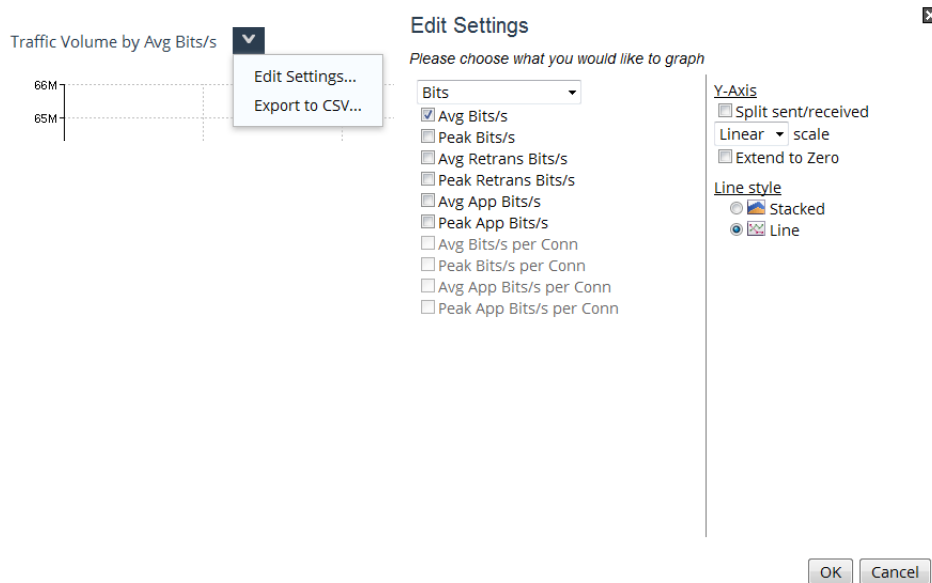 Traffic Volume by Avg Bits/s
Edit Settings...
Export to CSV...
66M
65M
Edit Settings
Please choose what you would like to graph
Bits
Avg Bits/s
Peak Bits/s
Avg Retrans Bits/s
Peak Retrans Bits/s
Avg App Bits/s
Peak App Bits/s
Avg Bits/s per Conn
Peak Bits/s per Conn
Avg App Bits/s per Conn
Peak App Bits/s per Conn
Y-Axis
Split sent/received
Linear scale
Extend to Zero
Line style
Stacked
Line
OK Cancel